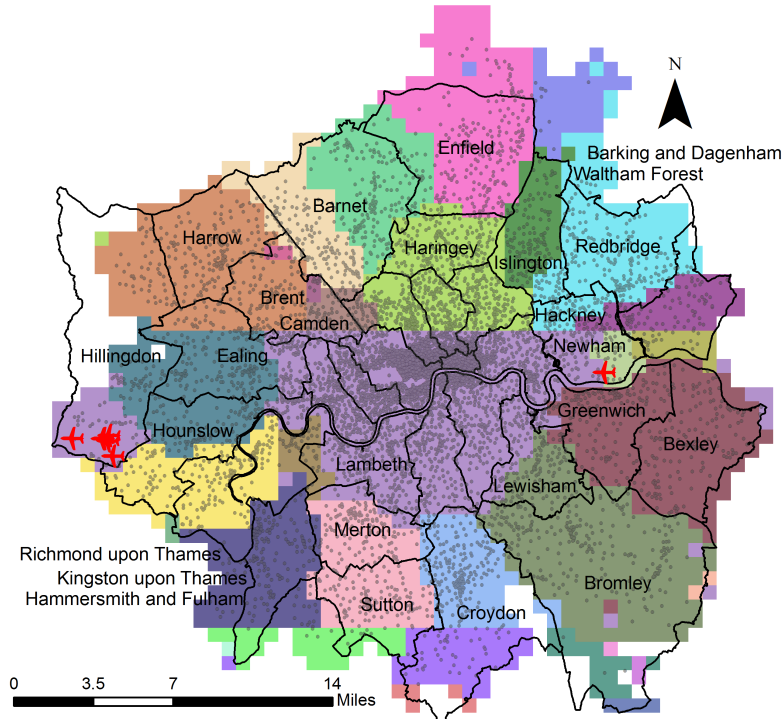 N
Enfield
Barking and Dagenham
Waltham Forest
Barnet
Harrow
Haringey
Redbridge
Islington
Brent
Camden
Hackney
Hillingdon
Ealing
Newham
Greenwich
Hounslow
Bexley
Lambeth
Lewisham
Merton
Richmond upon Thames
Kingston upon Thames
Hammersmith and Fulham
Bromley
Sutton
Croydon
0 3.5 7 14
Miles